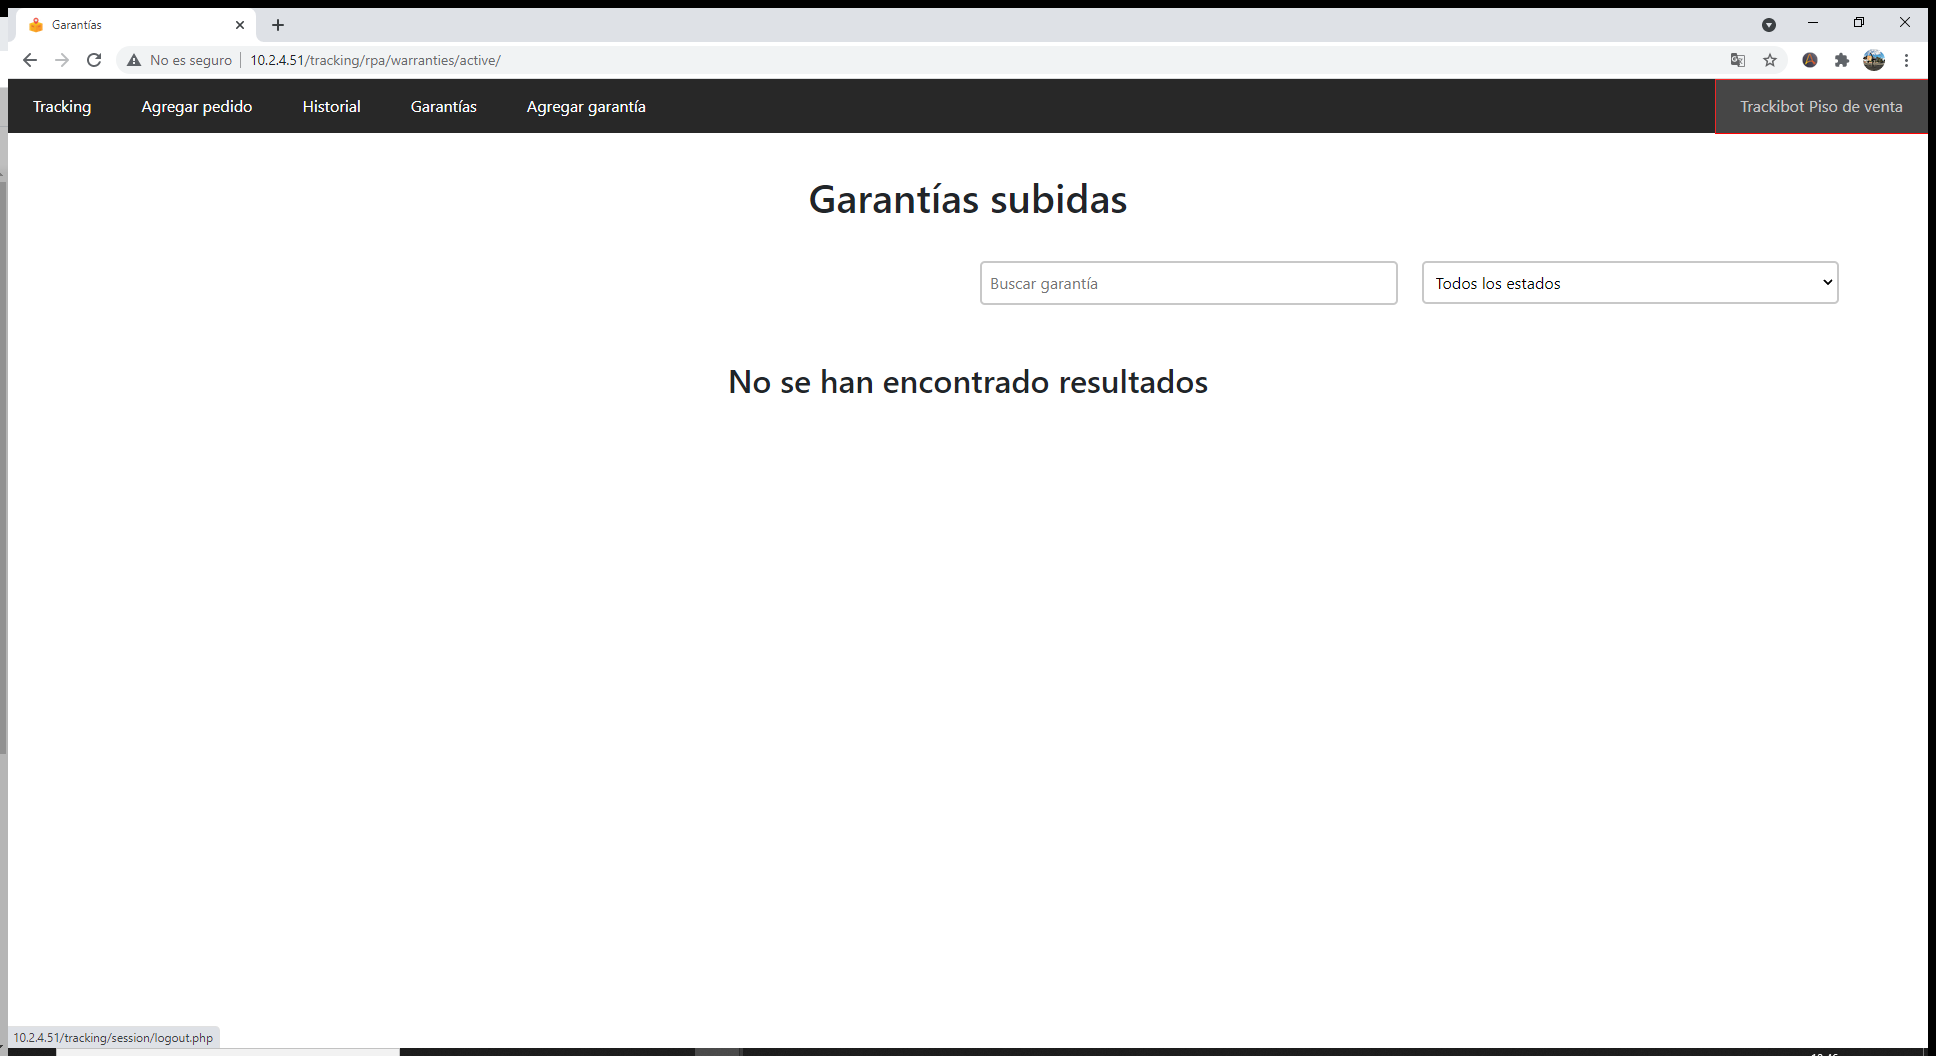 Garantías
No es seguro
10.2.4.51/tracking/rpa/warranties/active/
Tracking
Agregar pedido
Historial
Garantías
Agregar garantía
Trackibot Piso de venta
Garantías subidas
Buscar garantía
Todos los estados
No se han encontrado resultados
10.2.4.51/tracking/session/logout.php